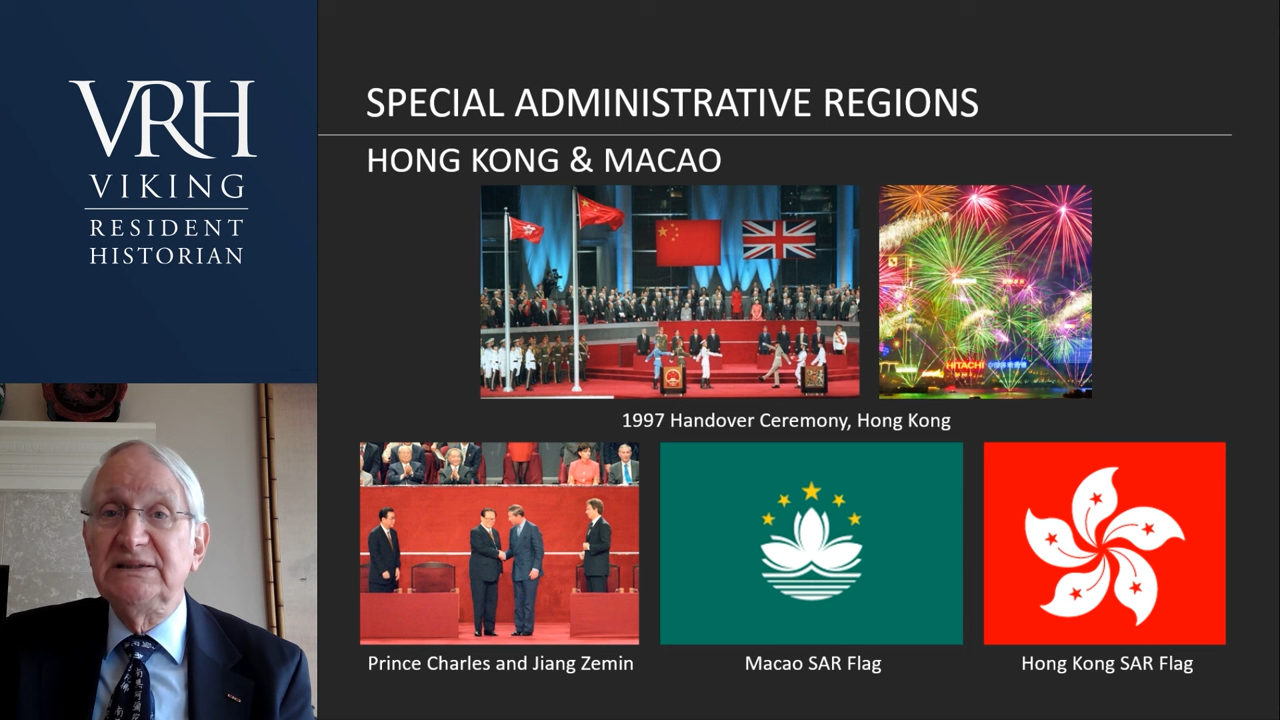 VRH
VIKING
RESIDENT
HISTORIAN
SPECIAL ADMINISTRATIVE REGIONS
HONG KONG & MACAO
HITACHI
1997 Handover Ceremony, Hong Kong
Prince Charles and Jiang Zemin
Macao SAR Flag
Hong Kong SAR Flag